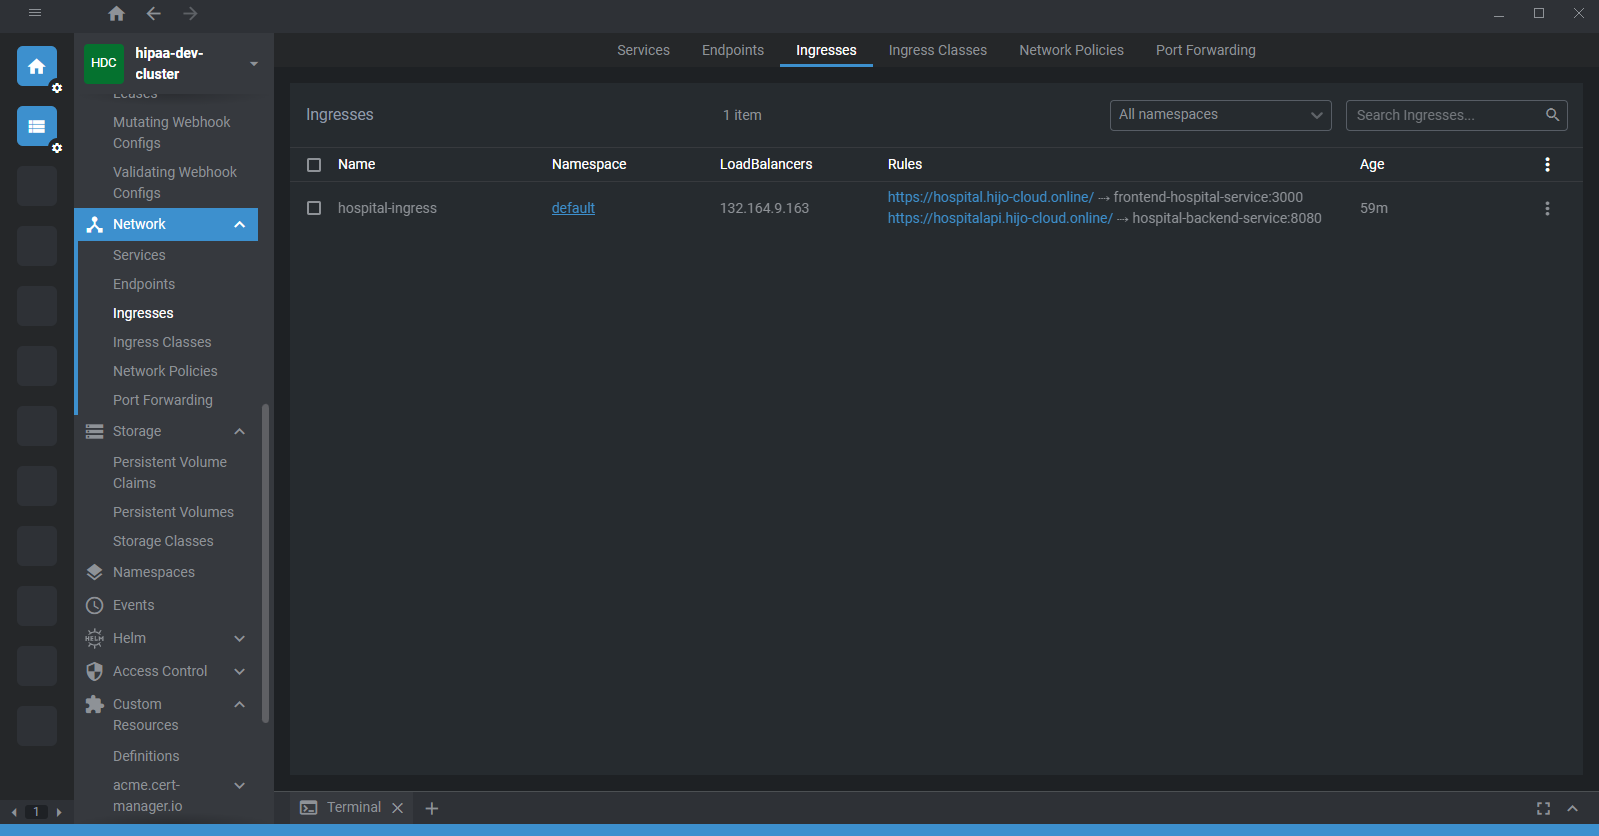 HDC
hipaa-dev-
cluster
Leases
Mutating Webhook
Configs
Validating Webhook
Configs
Network
Services
Endpoints
Ingresses
Ingress Classes
Network Policies
Port Forwarding
Storage
Persistent Volume
Claims
Persistent Volumes
Storage Classes
Namespaces
Events
HELM
Helm
Access Control
Custom
Resources
Definitions
acme.cert-
manager.io
1
Services Endpoints Ingresses Ingress Classes Network Policies Port Forwarding
Ingresses 1 item All namespaces Search Ingresses...
Name Namespace LoadBalancers Rules Age
hospital-ingress default 132.164.9.163 https://hospital.hijo-cloud.online/ → frontend-hospital-service:3000 59m
https://hospitalapi.hijo-cloud.online/ → hospital-backend-service:8080
Terminal